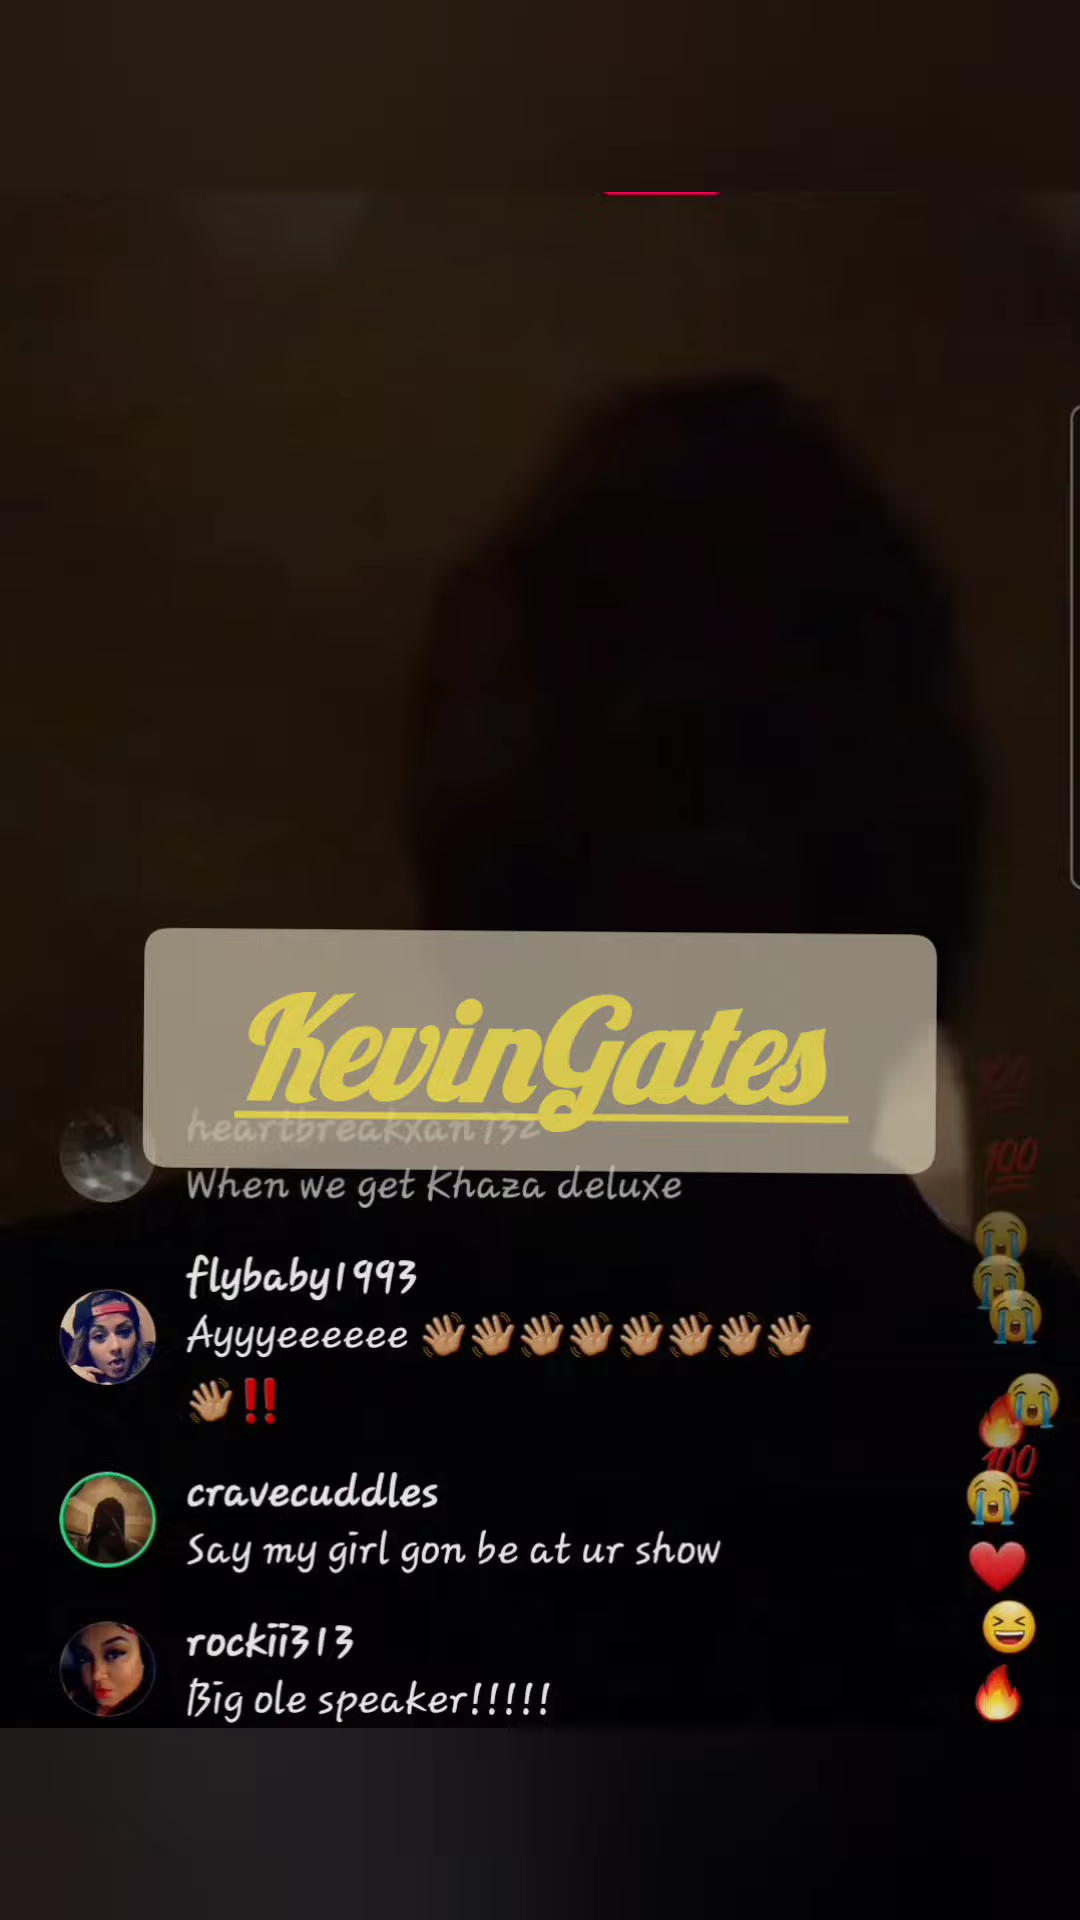 KevinGates
heartbreakxan732
When we get Khaza deluxe
flybaby1993
Ayyyeeeeee 👋🏼👋🏼👋🏼👋🏼👋🏼👋🏼👋🏼👋🏼
👋🏼‼️
cravecuddles
Say my girl gon be at ur show
rockii313
Big ole speaker!!!!!